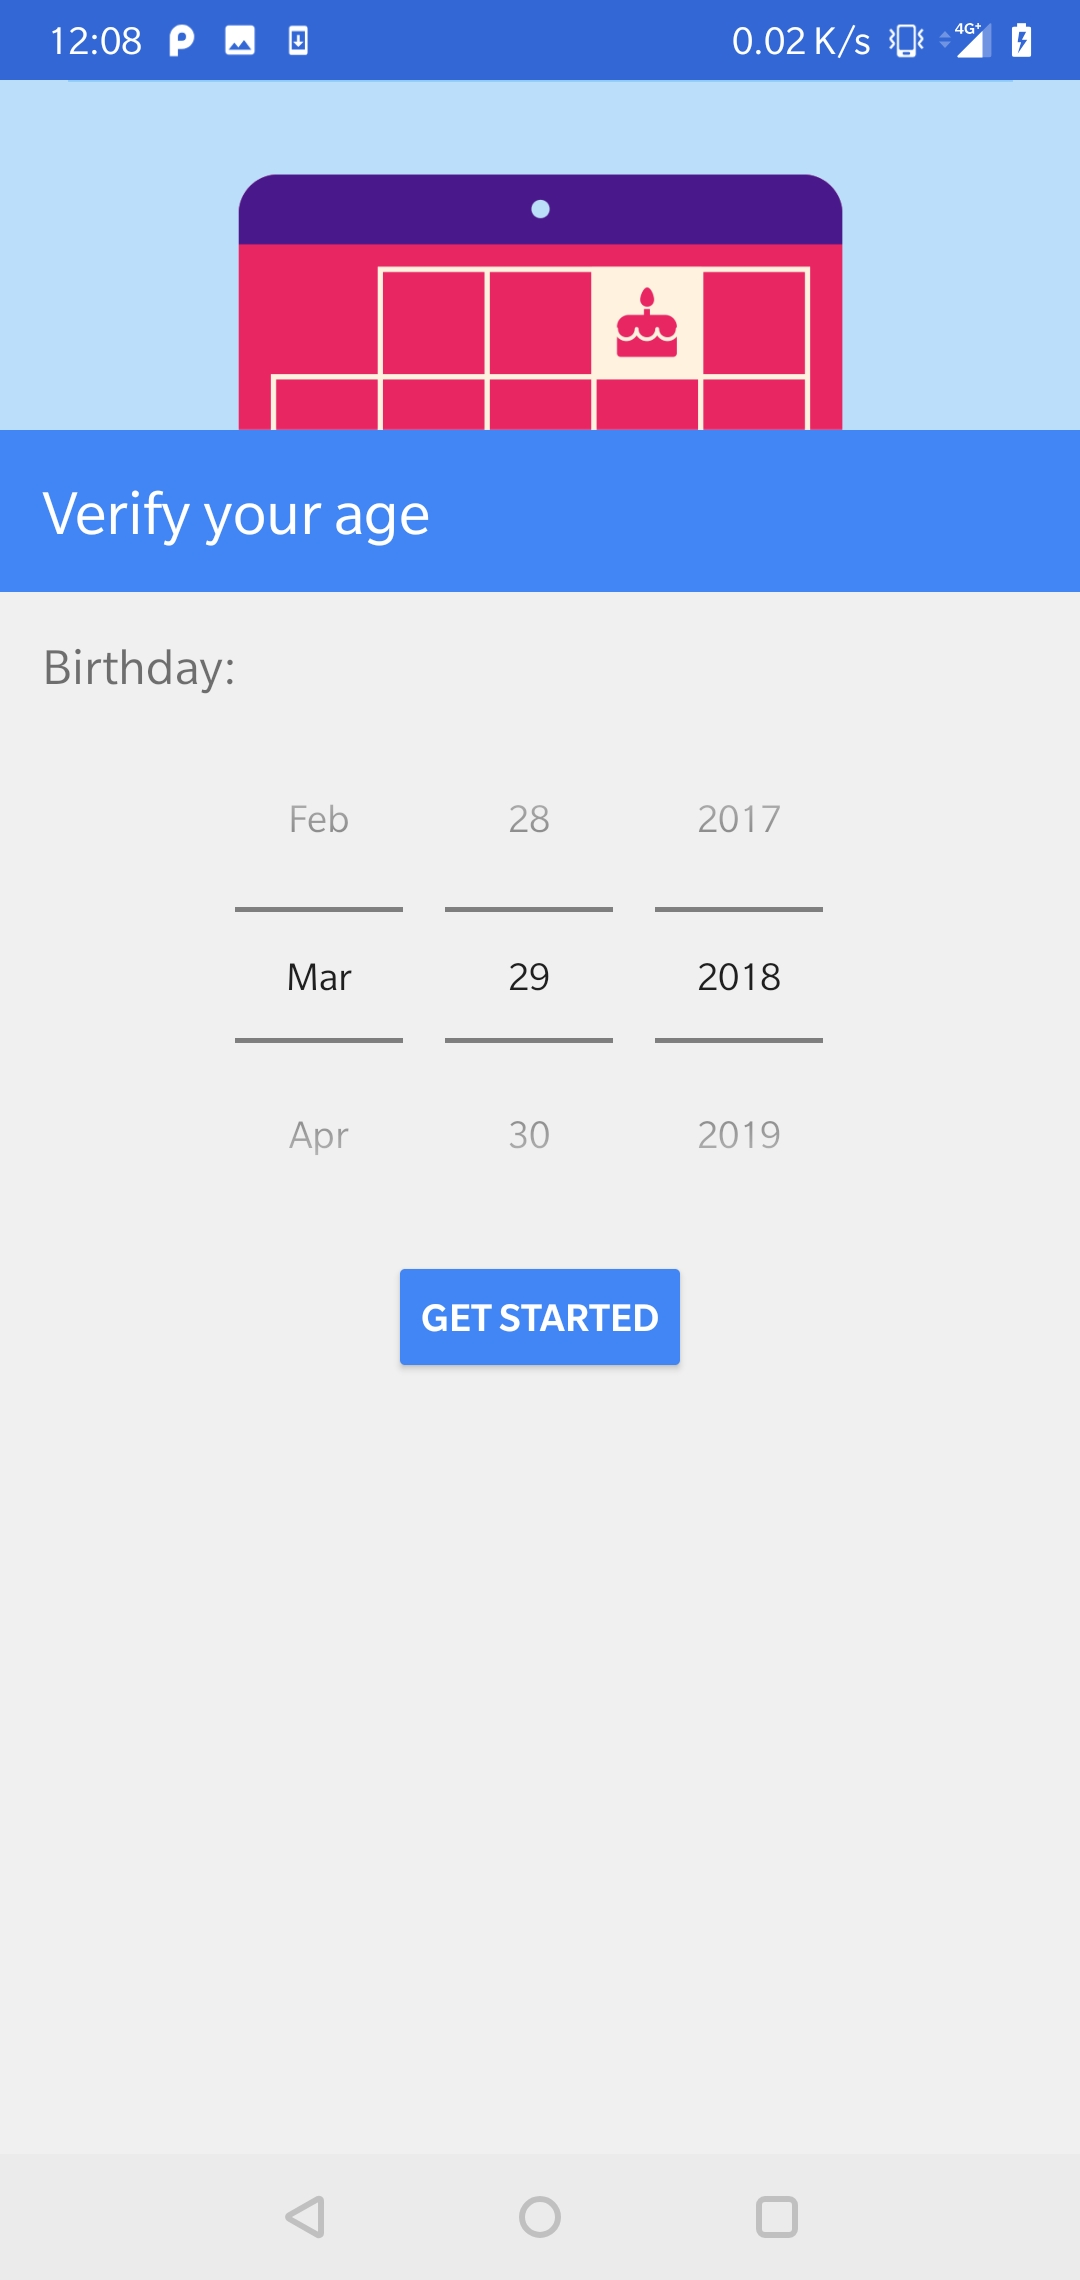 12:08 0.02 K/s 4G+
Verify your age
Birthday:
Feb 28 2017
Mar 29 2018
Apr 30 2019
GET STARTED